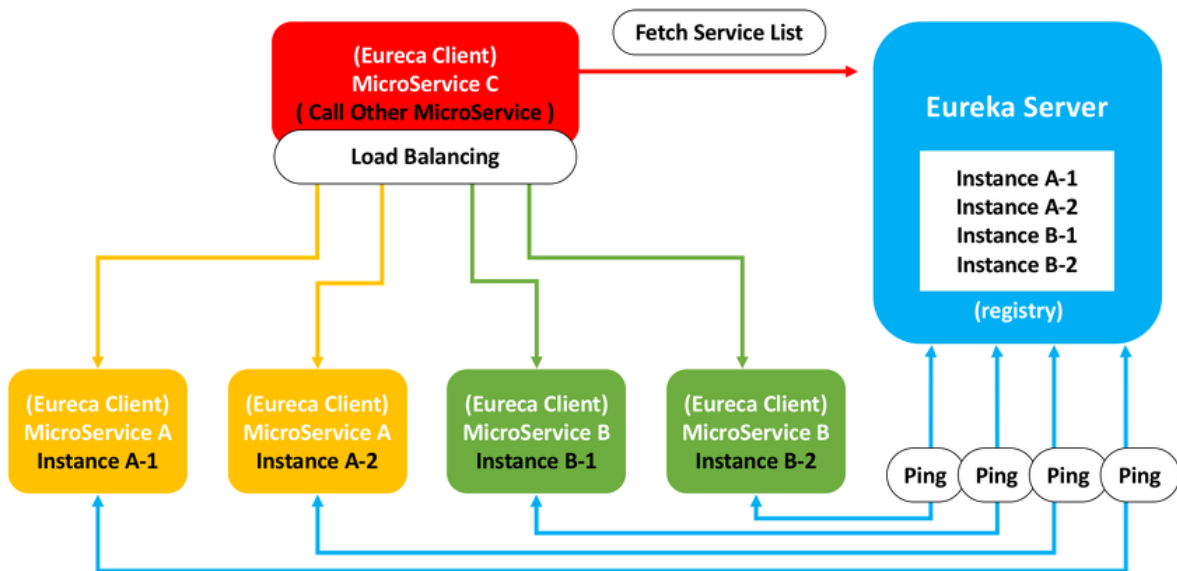 Fetch Service List
(Eureca Client)
MicroService C
( Call Other MicroService )
Load Balancing
Eureka Server
Instance A-1
Instance A-2
Instance B-1
Instance B-2
(registry)
(Eureca Client)
MicroService A
Instance A-1
(Eureca Client)
MicroService A
Instance A-2
(Eureca Client)
MicroService B
Instance B-1
(Eureca Client)
MicroService B
Instance B-2
Ping
Ping
Ping
Ping